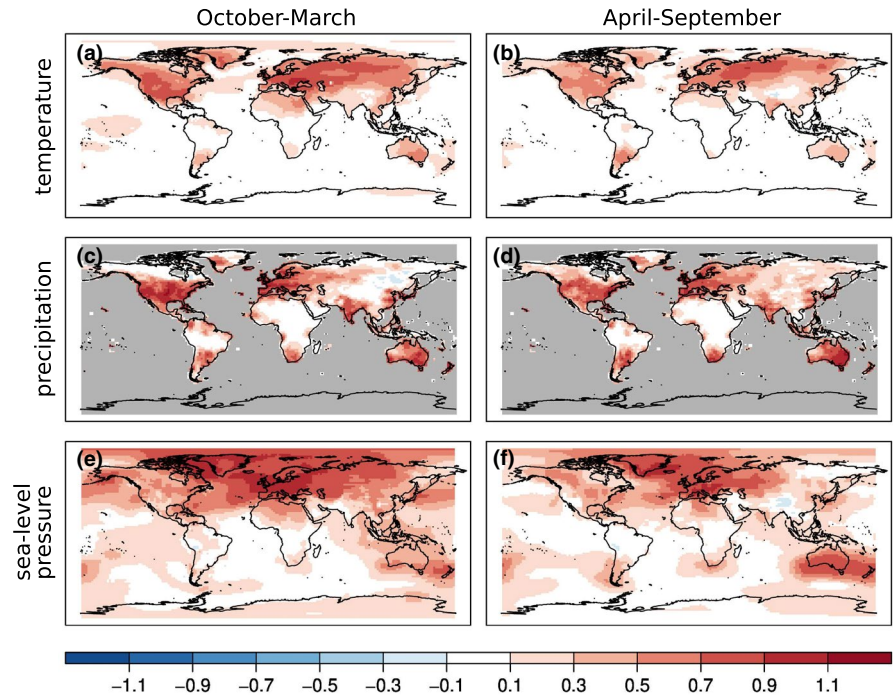 October-March
April-September
temperature
(a)
(b)
precipitation
(c)
(d)
sea-level
pressure
(e)
(f)
−1.1 −0.9 −0.7 −0.5 −0.3 −0.1 0.1 0.3 0.5 0.7 0.9 1.1